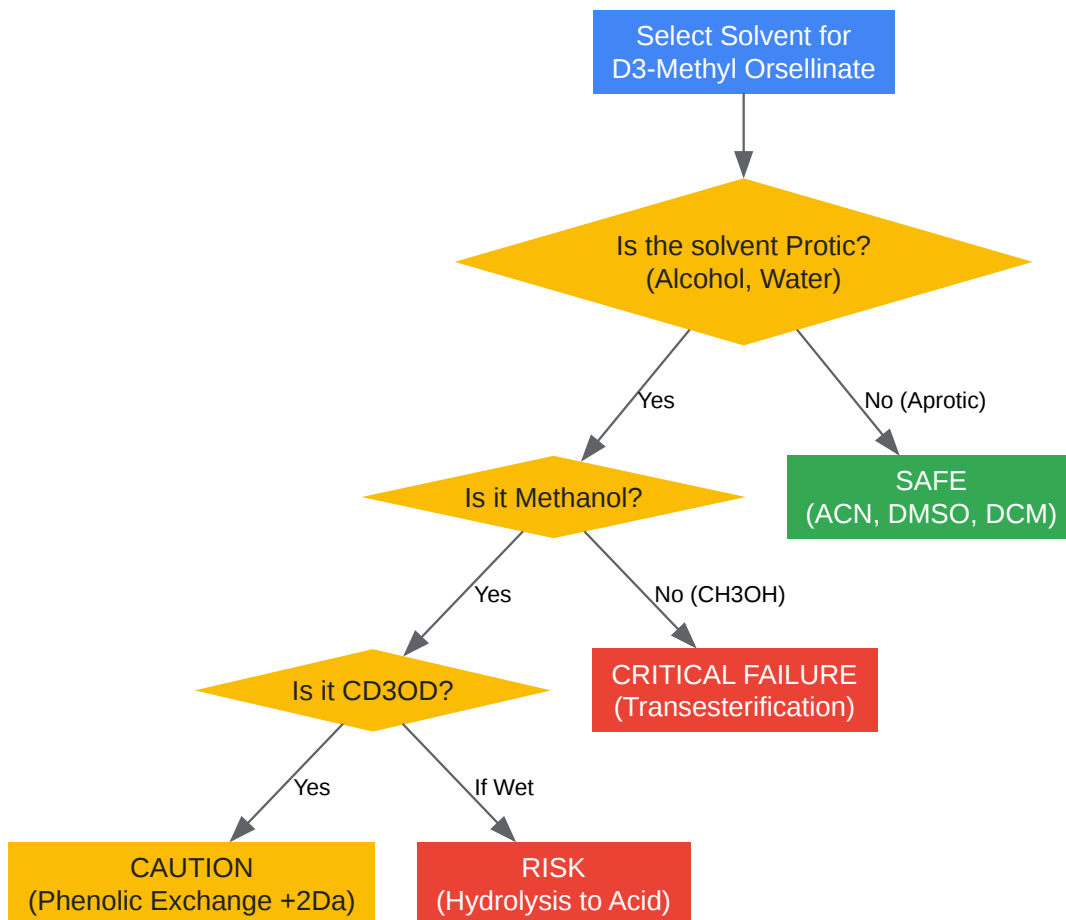 Select Solvent for
D3-Methyl Orsellinate
Is the solvent Protic?
(Alcohol, Water)
Yes
No (Aprotic)
Is it Methanol?
SAFE
(ACN, DMSO, DCM)
Yes
No (CH3OH)
Is it CD3OD?
CRITICAL FAILURE
(Transesterification)
Yes
If Wet
CAUTION
(Phenolic Exchange +2Da)
RISK
(Hydrolysis to Acid)